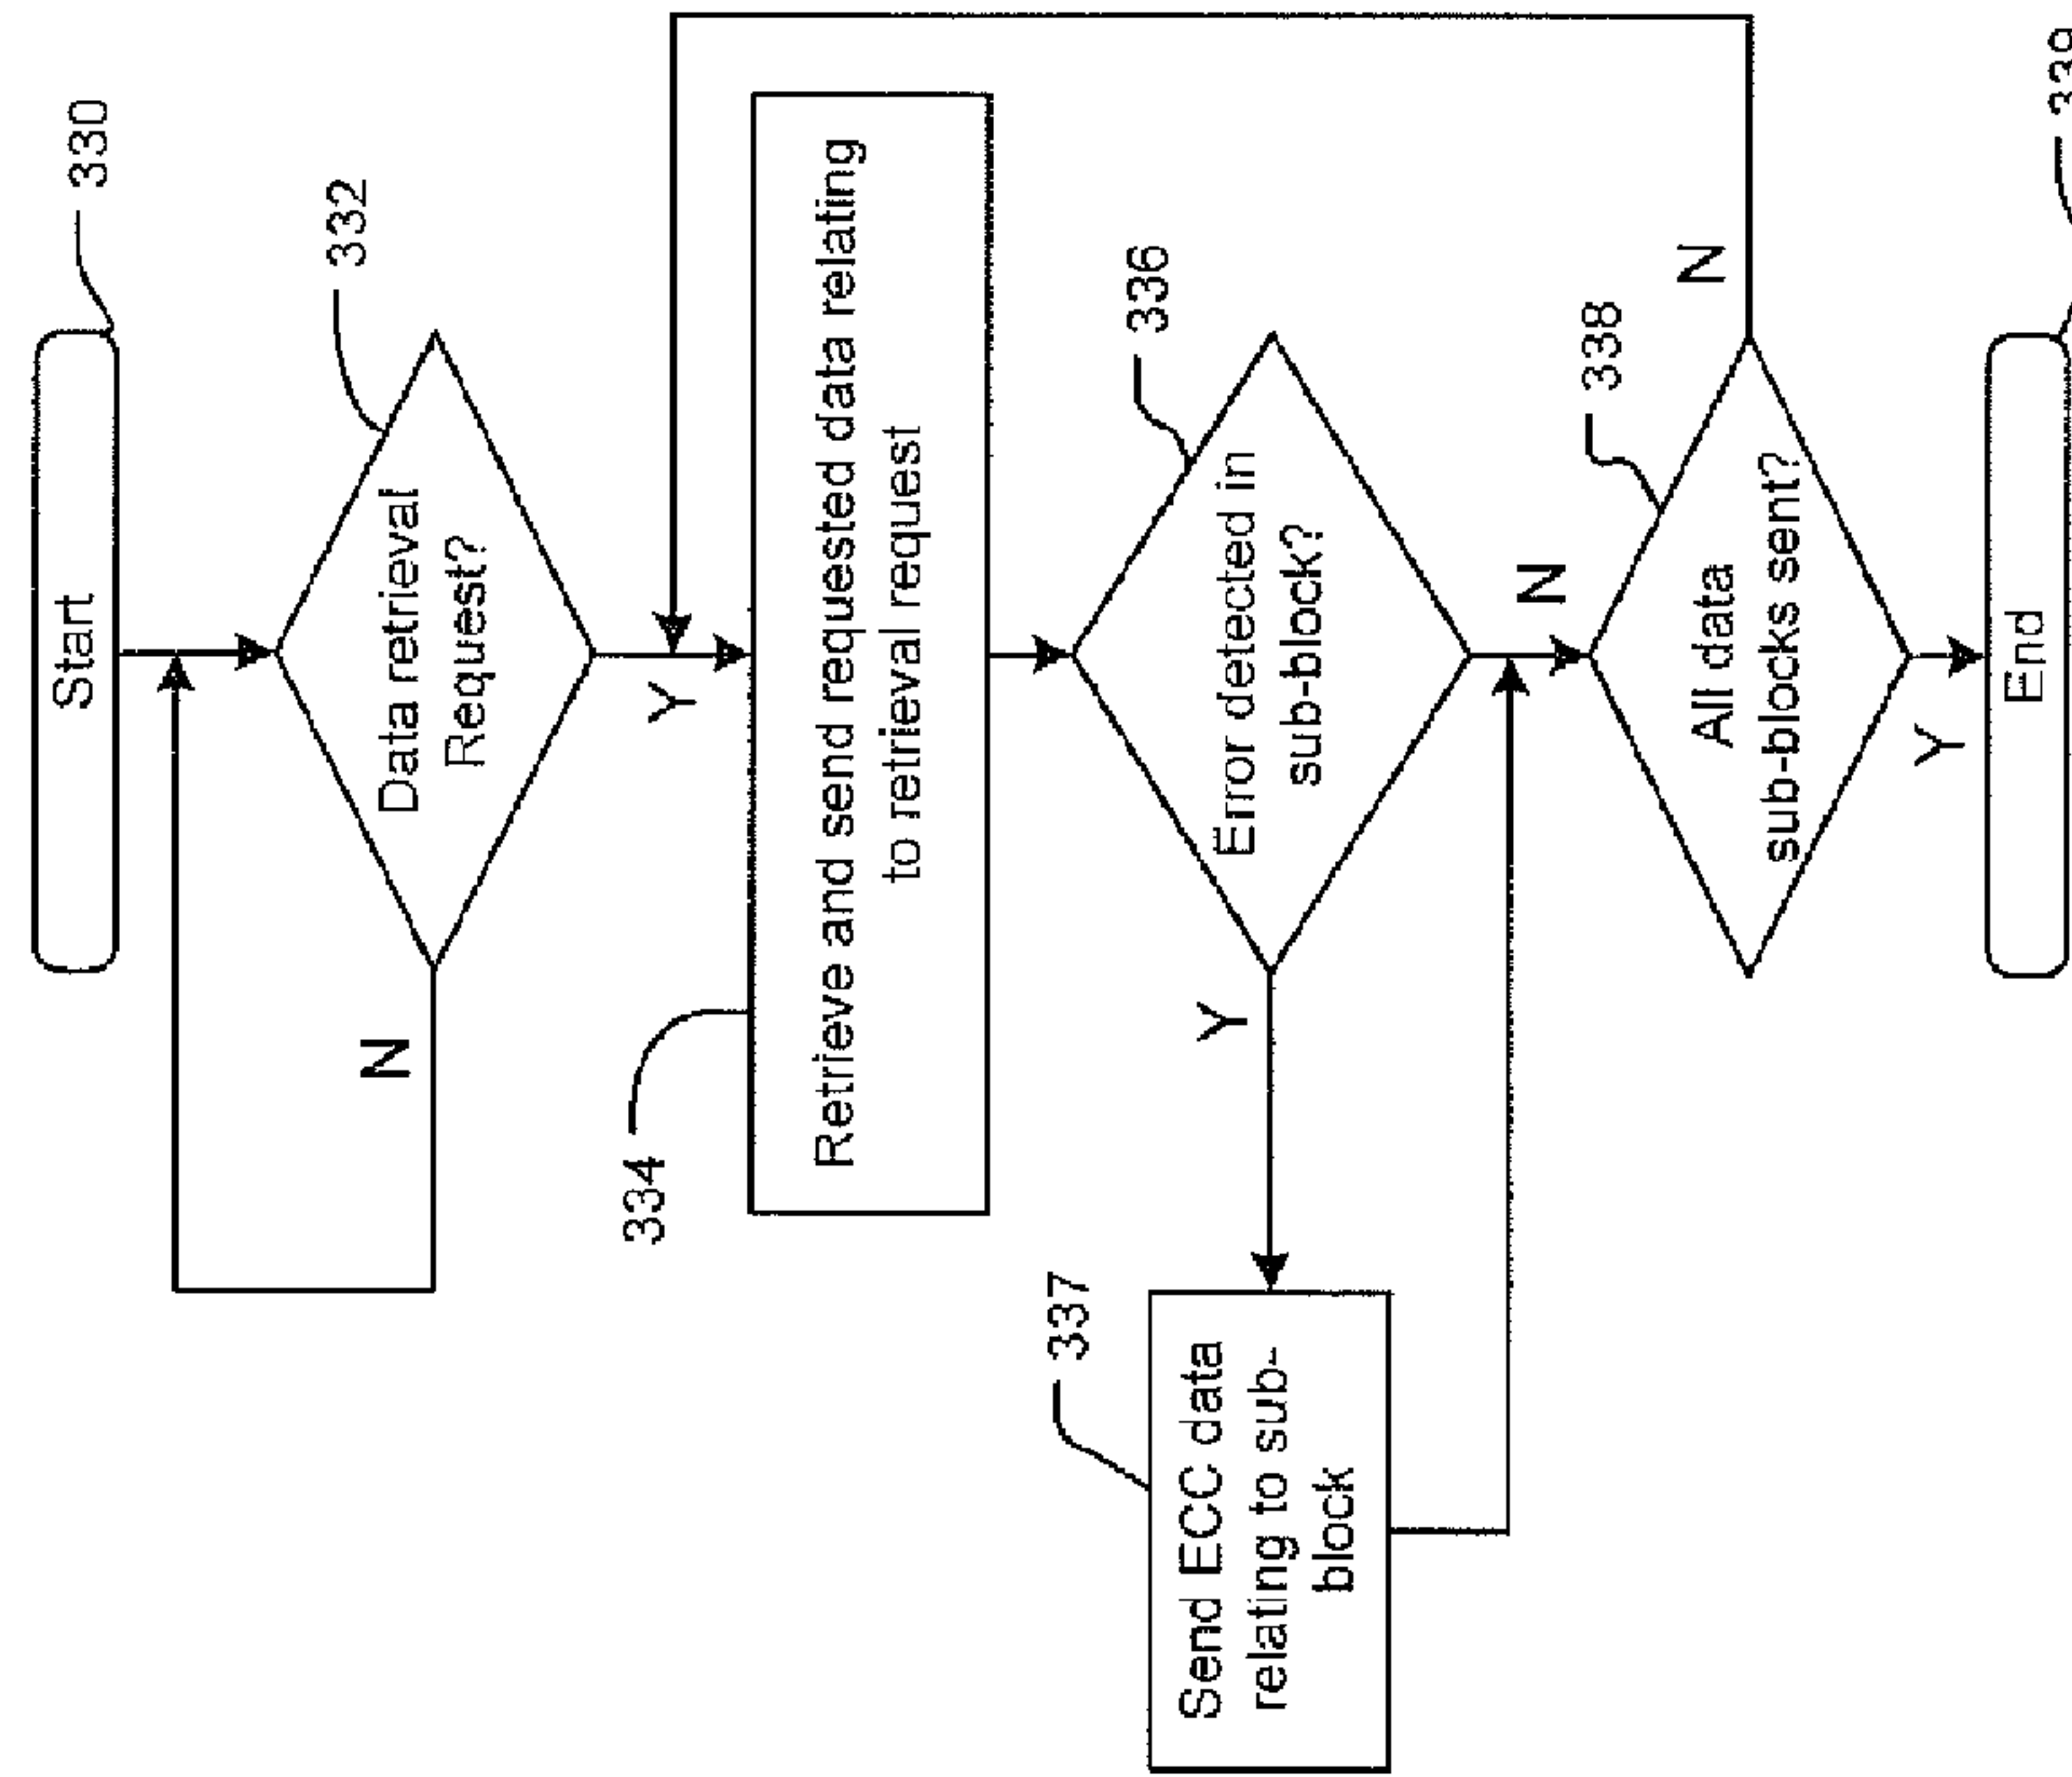 330
Start
332
Data retrieval
Request?
N
Y
334
Retrieve and send requested data relating
to retrieval request
336
Error detected in
sub-block?
Y
N
337
Send ECC data
relating to sub-
block
338
All data
sub-blocks sent?
N
Y
339
End